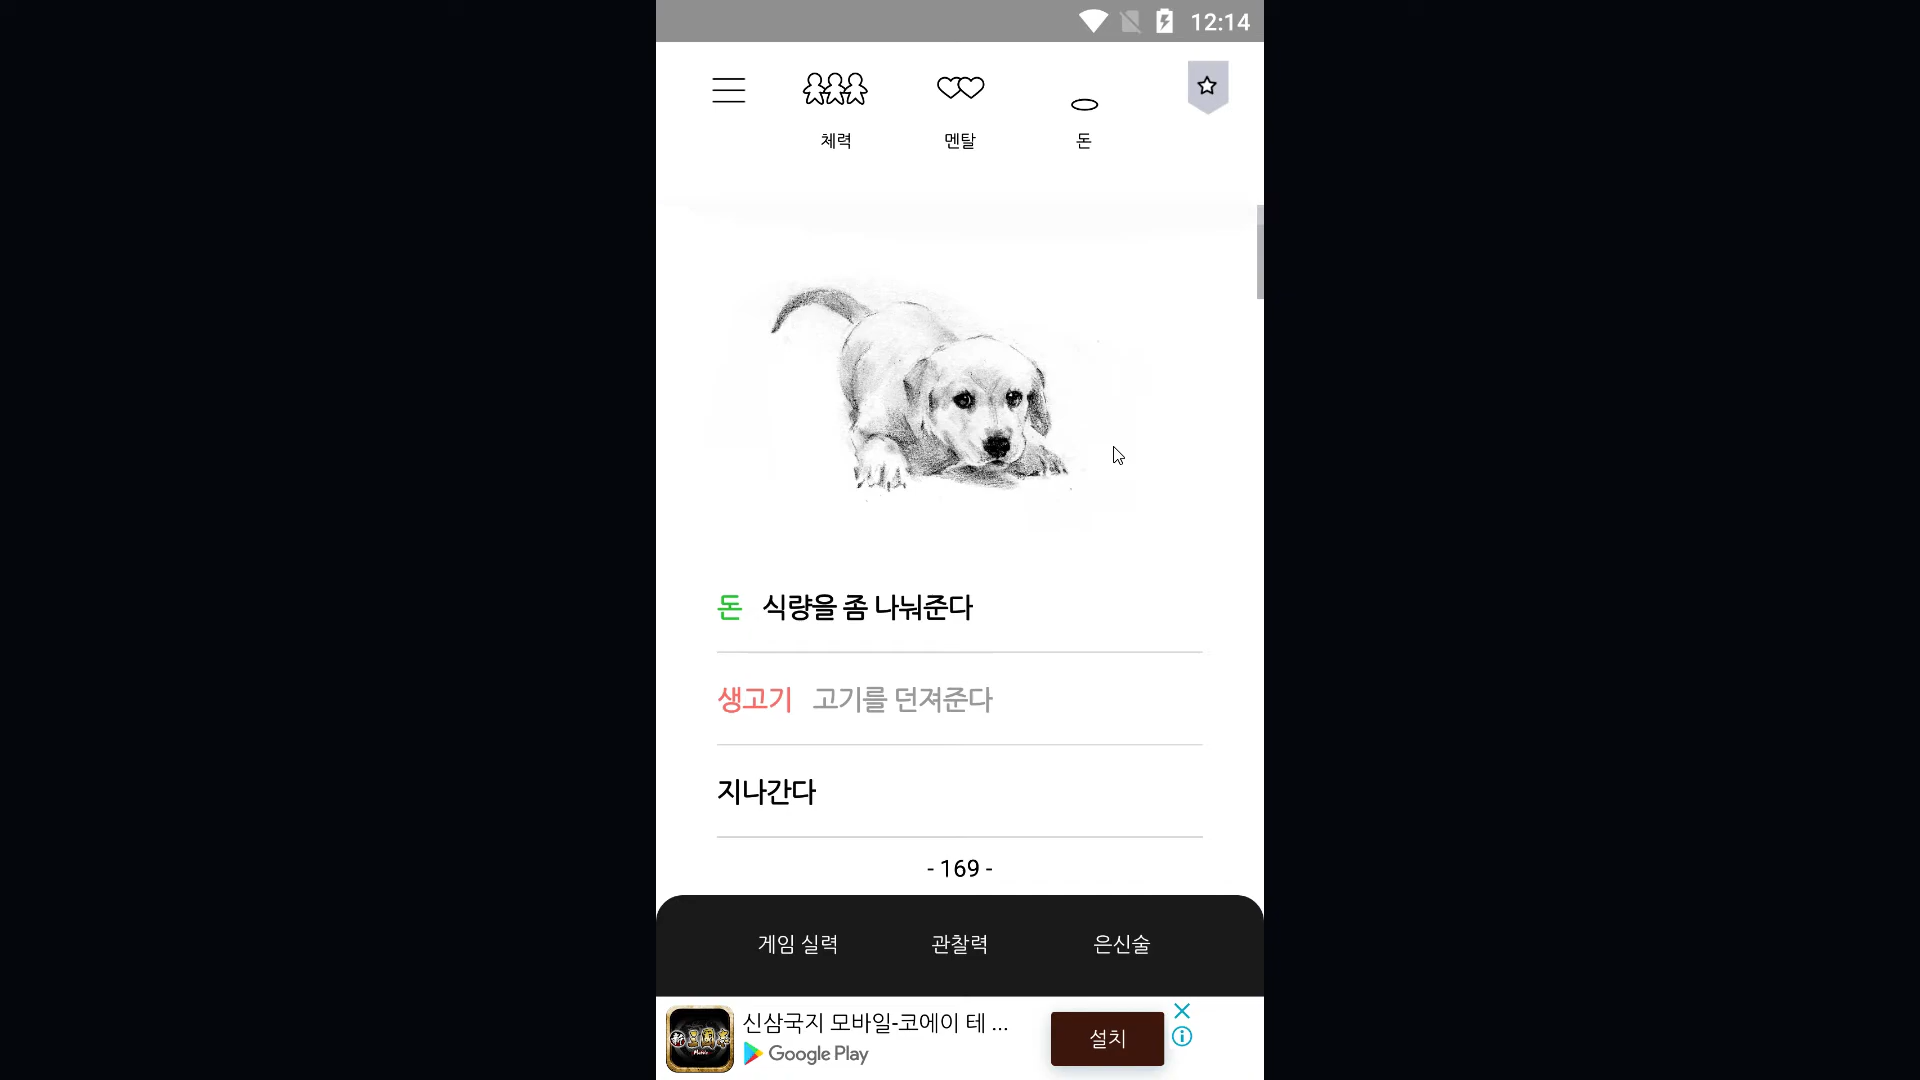 12:14
체력
멘탈
돈
돈 식량을 좀 나눠준다
생고기 고기를 던져준다
지나간다
- 169 -
게임 실력
관찰력
은신술
신삼국지 모바일-코에이 테 ...
Google Play
설치